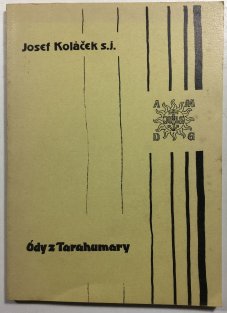 Josef Koláček s.j.
A M
D G
Ódy z Tarahumary